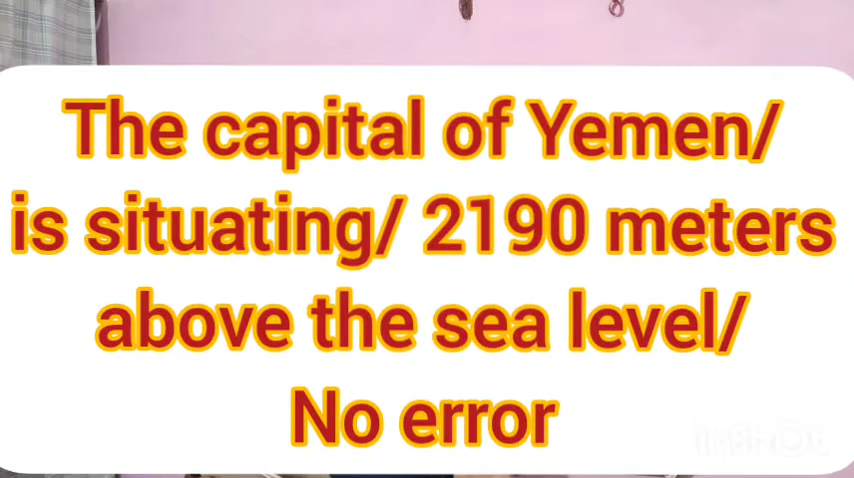 The capital of Yemen/
is situating/ 2190 meters
above the sea level/
No error